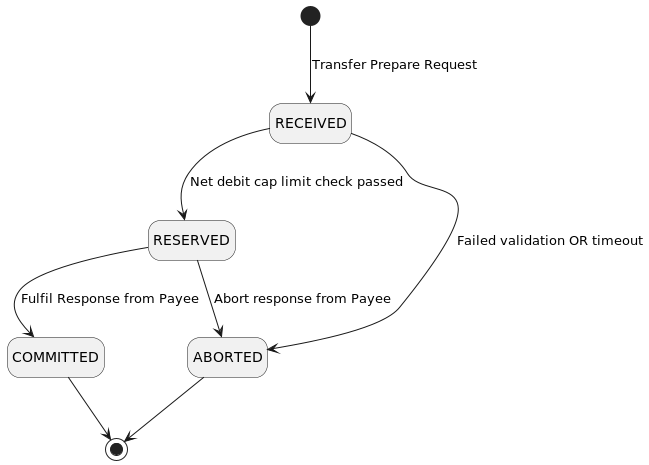 Transfer Prepare Request
RECEIVED
Net debit cap limit check passed
RESERVED
Failed validation OR timeout
Fulfil Response from Payee
Abort response from Payee
COMMITTED
ABORTED